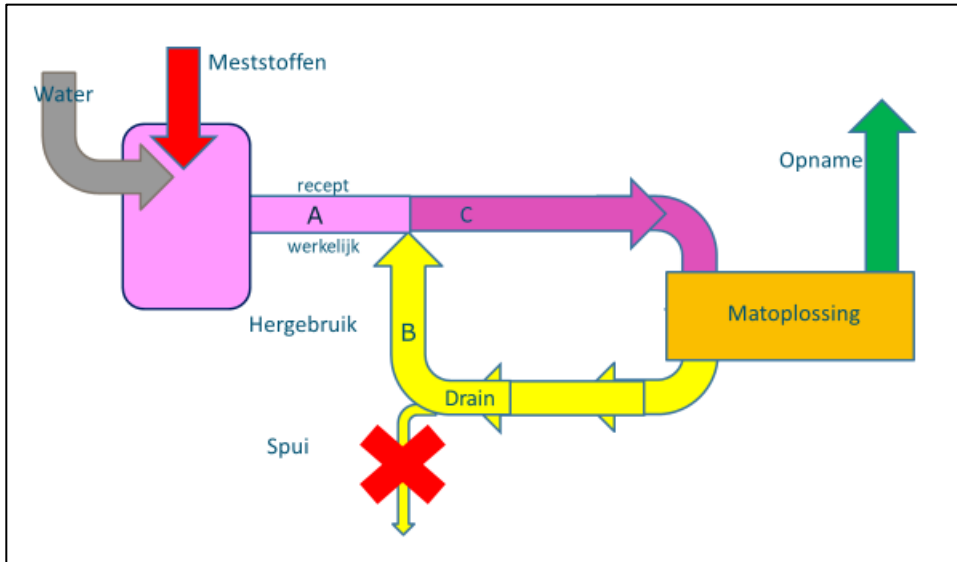 Meststoffen
Water
Opname
recept
A
C
werkelijk
Matoplossing
Hergebruik
B
Drain
Spui